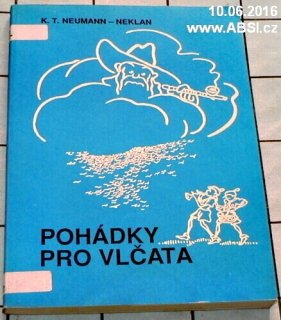 10.06.2016
www.ABSI.cz
K. T. NEUMANN – NEKLAN
POHÁDKY
PRO VLČATA